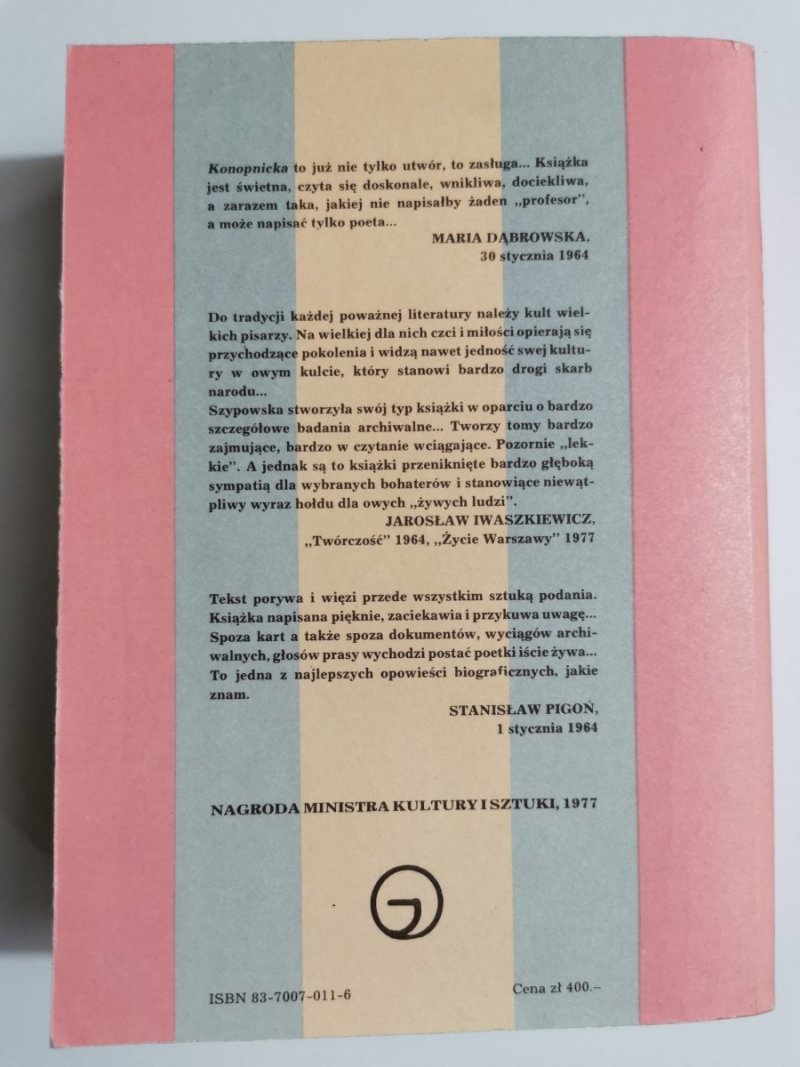 Konopnicka to już nie tylko utwór, to zasługa... Książka
jest świetna, czyta się doskonale, wnikliwa, dociekliwa,
a zarazem taka, jakiej nie napisałby żaden „profesor”,
a może napisać tylko poeta...
MARIA DĄBROWSKA,
30 stycznia 1964
Do tradycji każdej poważnej literatury należy kult wiel-
kich pisarzy. Na wielkiej dla nich czci i miłości opierają się
przychodzące pokolenia i widzą nawet jedność swej kultu-
ry w owym kulcie, który stanowi bardzo drogi skarb
narodu...
Szypowska stworzyła swój typ książki w oparciu o bardzo
szczegółowe badania archiwalne... Tworzy tomy bardzo
zajmujące, bardzo w czytanie wciągające. Pozornie „lek-
kie”. A jednak są to książki przeniknięte bardzo głęboką
sympatią dla wybranych bohaterów i stanowiące niewąt-
pliwy wyraz hołdu dla owych „żywych ludzi”.
JAROSŁAW IWASZKIEWICZ,
„Twórczość” 1964, „Życie Warszawy” 1977
Tekst porywa i więzi przede wszystkim sztuką podania.
Książka napisana pięknie, zaciekawia i przykuwa uwagę...
Spoza kart a także spoza dokumentów, wyciągów archi-
walnych, głosów prasy wychodzi postać poetki iście żywa...
To jedna z najlepszych opowieści biograficznych, jakie
znam.
STANISŁAW PIGOŃ,
1 stycznia 1964
NAGRODA MINISTRA KULTURY I SZTUKI, 1977
ISBN 83-7007-011-6
Cena zł 400.–